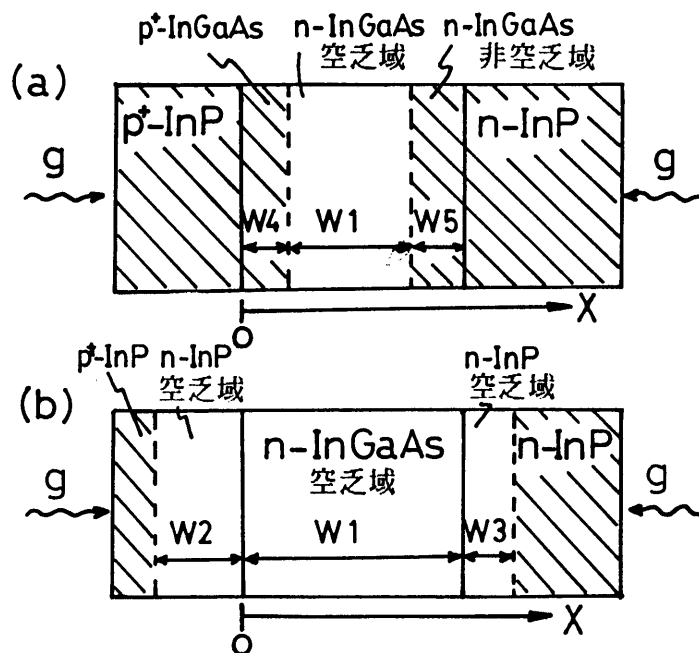 (a)
p⁺-InGaAs
n-InGaAs
空乏域
n-InGaAs
非空乏域
p⁺-InP
n-InP
g
g
W4
W1
W5
O
X
(b)
p⁺-InP
n-InP
空乏域
n-InP
空乏域
n-InGaAs
空乏域
n-InP
g
g
W2
W1
W3
O
X